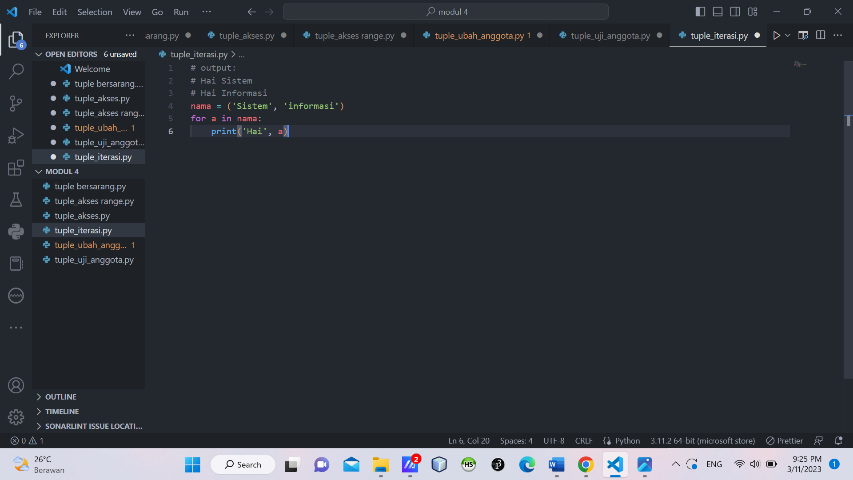 File Edit Selection View Go Run ··· modul 4
EXPLORER ···
arang.py tuple_akses.py tuple_akses range.py tuple_ubah_anggota.py 1 tuple_uji_anggota.py tuple_iterasi.py ···
OPEN EDITORS 6 unsaved
Welcome
tuple bersarang....
tuple_akses.py
tuple_akses rang...
tuple_ubah_... 1
tuple_uji_anggot...
tuple_iterasi.py
MODUL 4
tuple bersarang.py
tuple_akses range.py
tuple_akses.py
tuple_iterasi.py
tuple_ubah_angg... 1
tuple_uji_anggota.py
OUTLINE
TIMELINE
SONARLINT ISSUE LOCATI...
6
tuple_iterasi.py > ...
1 # output:
2 # Hai Sistem
3 # Hai Informasi
4 nama = ('Sistem', 'informasi')
5 for a in nama:
6 print('Hai', a)
0 1 Ln 6, Col 20 Spaces: 4 UTF-8 CRLF Python 3.11.2 64-bit (microsoft store) Prettier
26°C
Berawan
Search
2
ENG
9:25 PM
3/11/2023
1